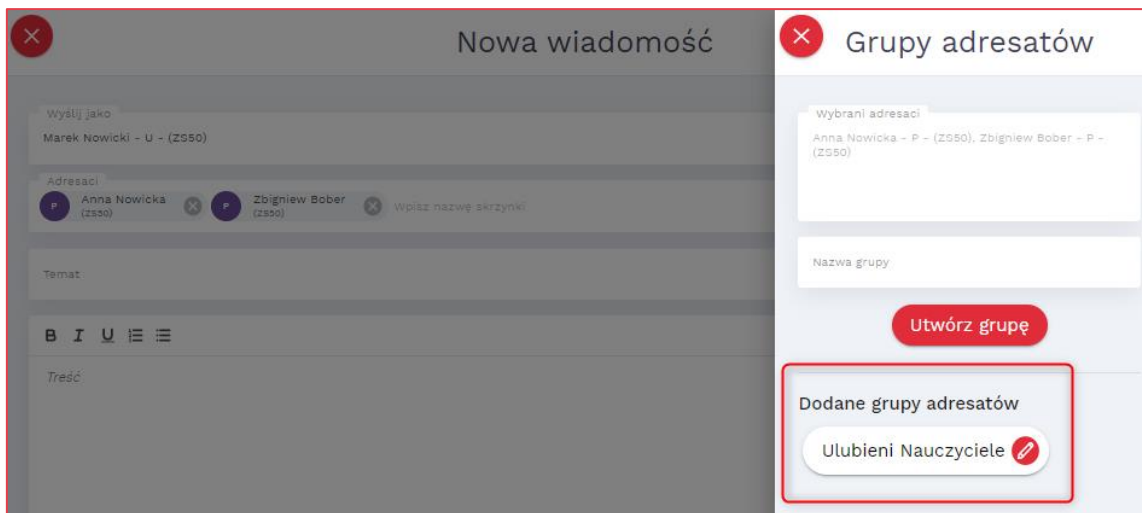 Nowa wiadomość
Wyślij jako
Marek Nowicki - U - (ZS50)
Adresaci
P
Anna Nowicka
(ZS50)
P
Zbigniew Bober
(ZS50)
Wpisz nazwę skrzynki
Temat
B I U
Treść
Grupy adresatów
Wybrani adresaci
Anna Nowicka - P - (ZS50), Zbigniew Bober - P -
(ZS50)
Nazwa grupy
Utwórz grupę
Dodane grupy adresatów
Ulubieni Nauczyciele